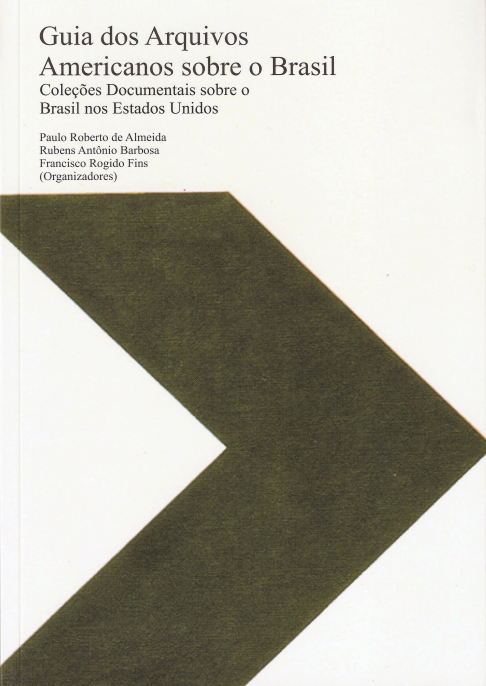 Guia dos Arquivos
Americanos sobre o Brasil
Coleções Documentais sobre o
Brasil nos Estados Unidos
Paulo Roberto de Almeida
Rubens Antônio Barbosa
Francisco Rogido Fins
(Organizadores)